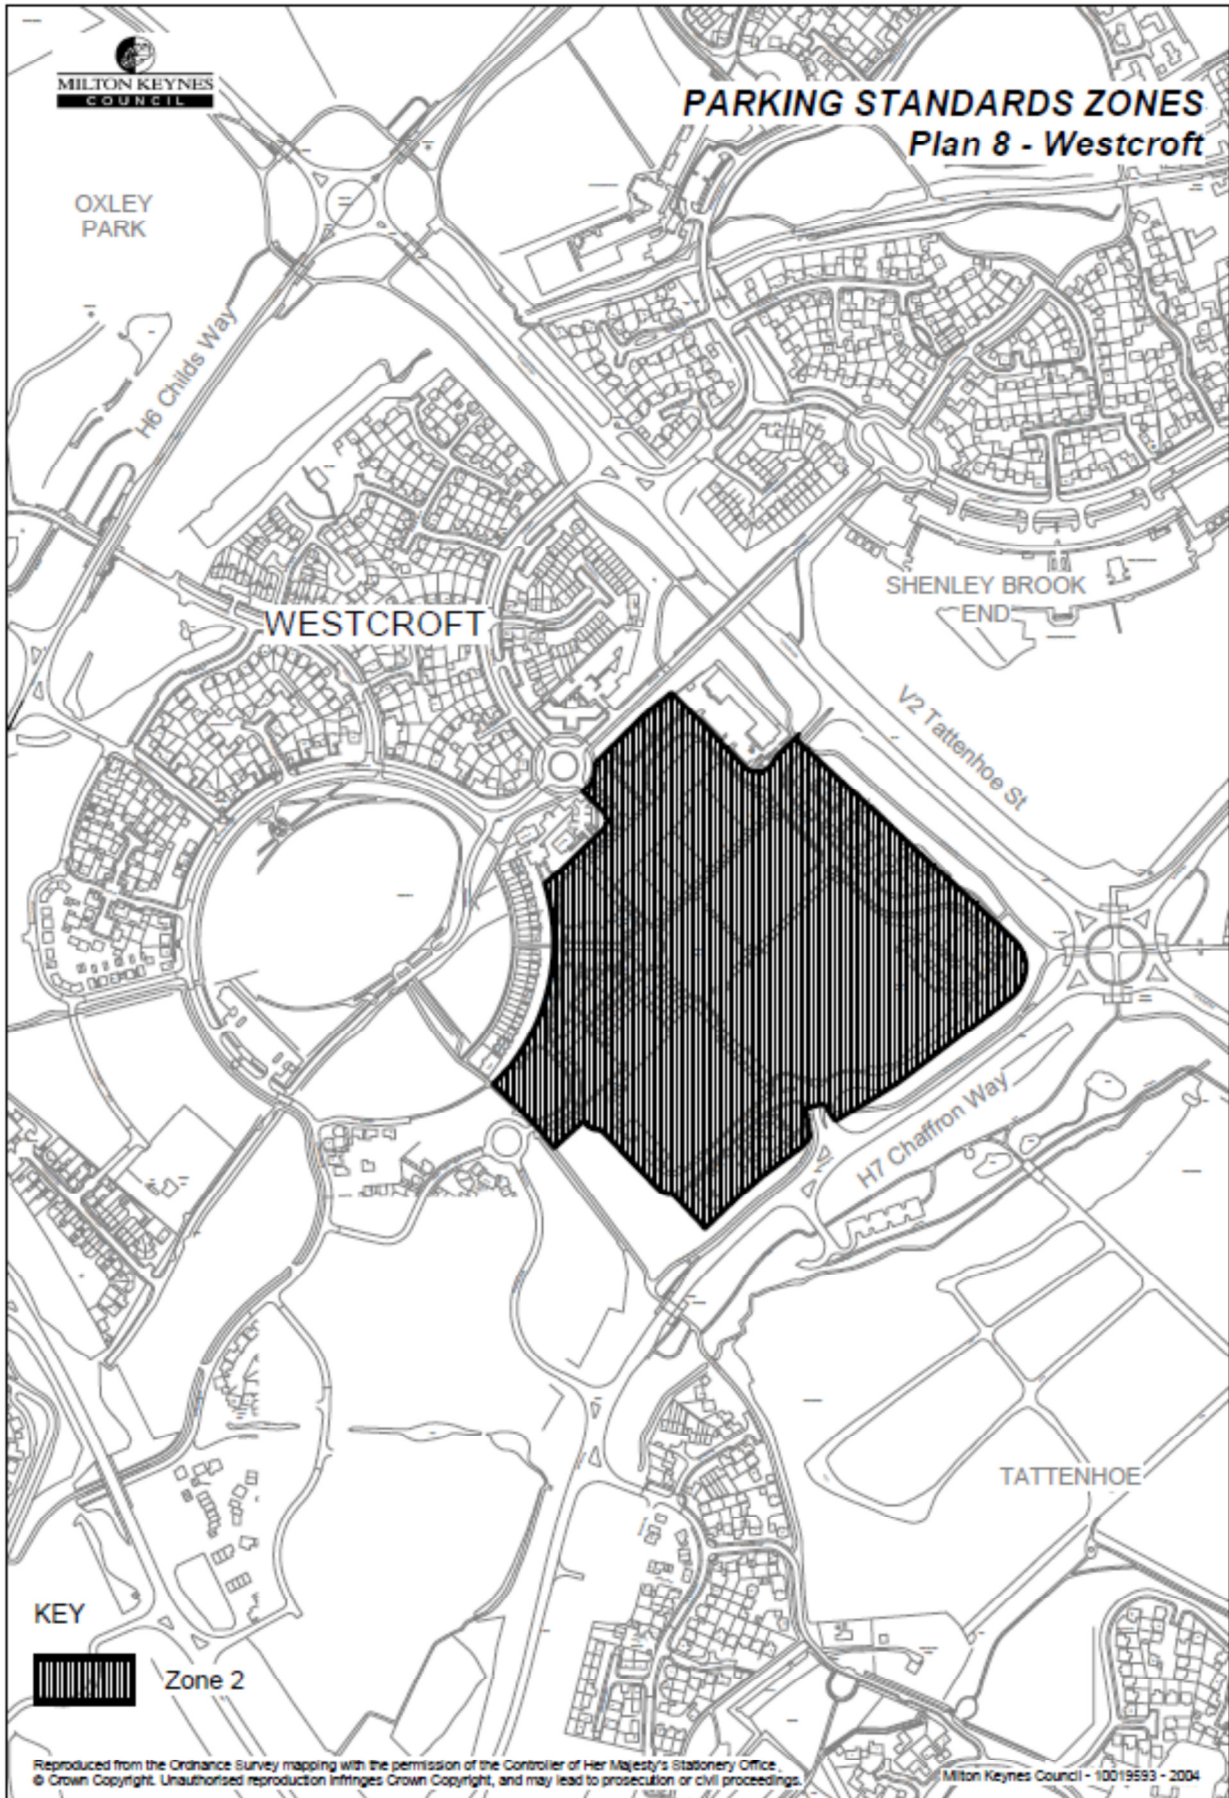 MILTON KEYNES
COUNCIL
PARKING STANDARDS ZONES
Plan 8 - Westcroft
OXLEY
PARK
H6 Childs Way
WESTCROFT
SHENLEY BROOK
END
V2 Tattenhoe St
H7 Chaffron Way
TATTENHOE
KEY
Zone 2
Reproduced from the Ordnance Survey mapping with the permission of the Controller of Her Majesty's Stationery Office,
© Crown Copyright. Unauthorised reproduction infringes Crown Copyright, and may lead to prosecution or civil proceedings.
Milton Keynes Council - 10019593 - 2004